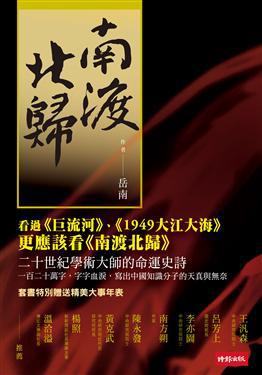 南渡
北歸
作者
岳南
看過《巨流河》、《1949大江大海》
更應該看《南渡北歸》
二十世紀學術大師的命運史詩
一百二十萬字,字字血淚,寫出中國知識分子的天真與無奈
套書特別贈送精美大事年表
王汎森
呂芳上
李亦園
南方朔
陳永發
黃克武
楊照
溫洽溢
推薦
時報出版